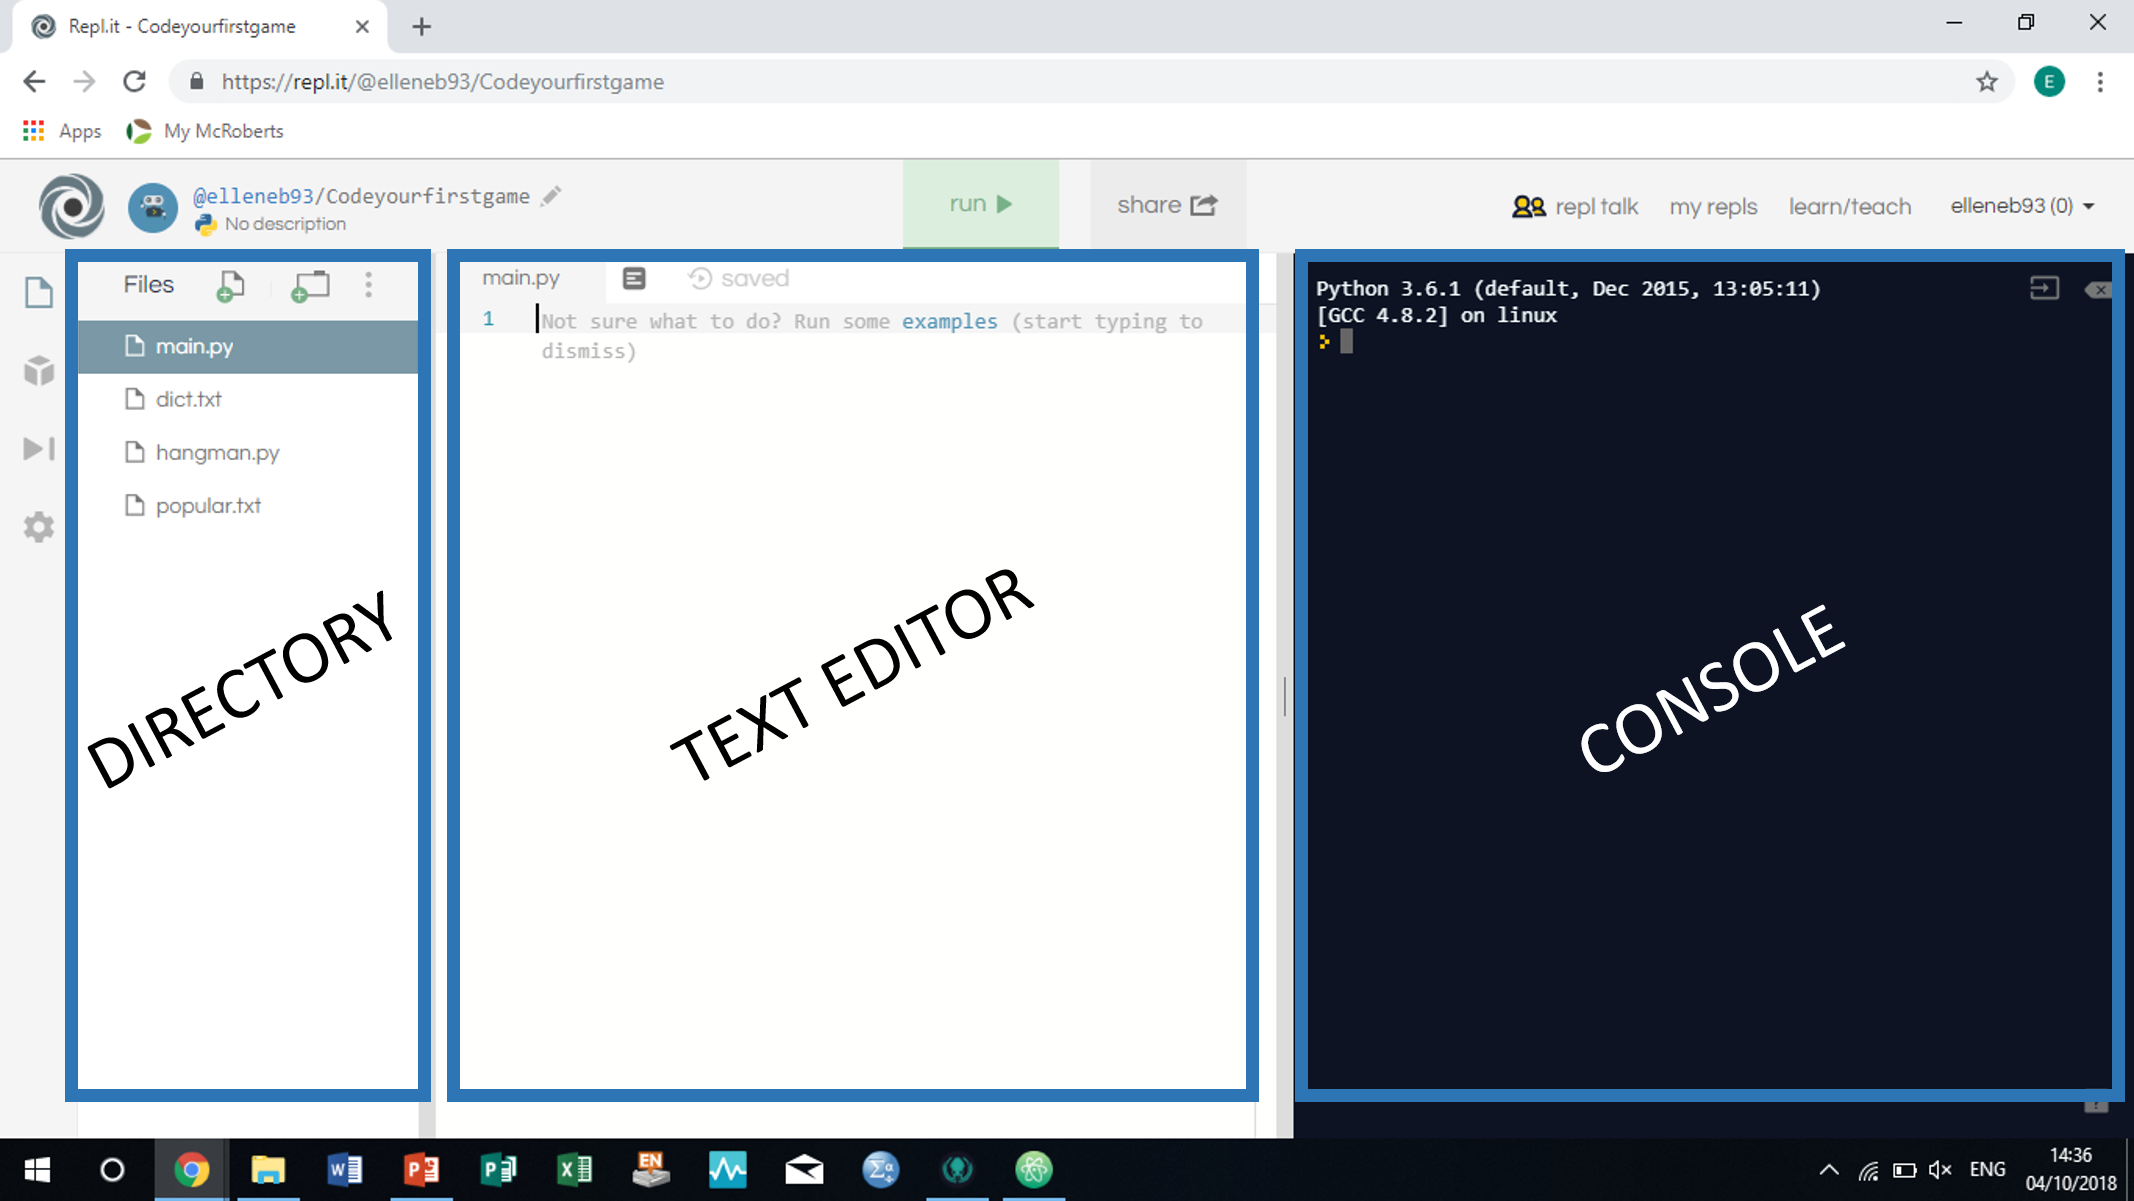 Repl.it - Codeyourfirstgame
https://repl.it/@elleneb93/Codeyourfirstgame
E
Apps
My McRoberts
@elleneb93/Codeyourfirstgame
No description
run
share
repl talk
my repls
learn/teach
elleneb93 (0)
Files
main.py
dict.txt
hangman.py
popular.txt
DIRECTORY
main.py
saved
1
Not sure what to do? Run some examples (start typing to
dismiss)
TEXT EDITOR
Python 3.6.1 (default, Dec 2015, 13:05:11)
[GCC 4.8.2] on linux
CONSOLE
EN
ENG
14:36
04/10/2018